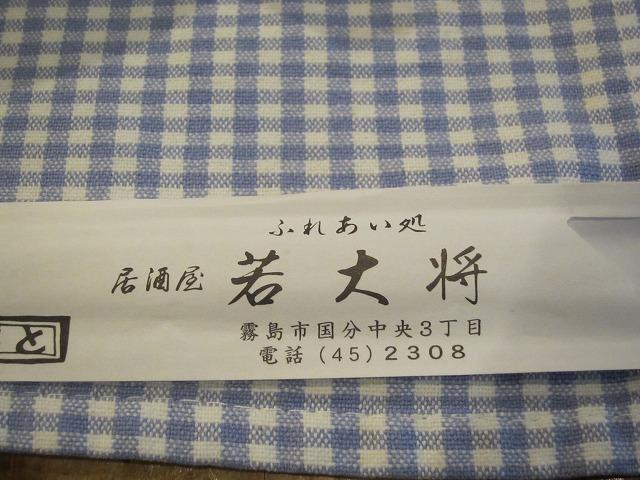 ふれあい処
居酒屋 若大将
霧島市国分中央3丁目
電話(45)2308